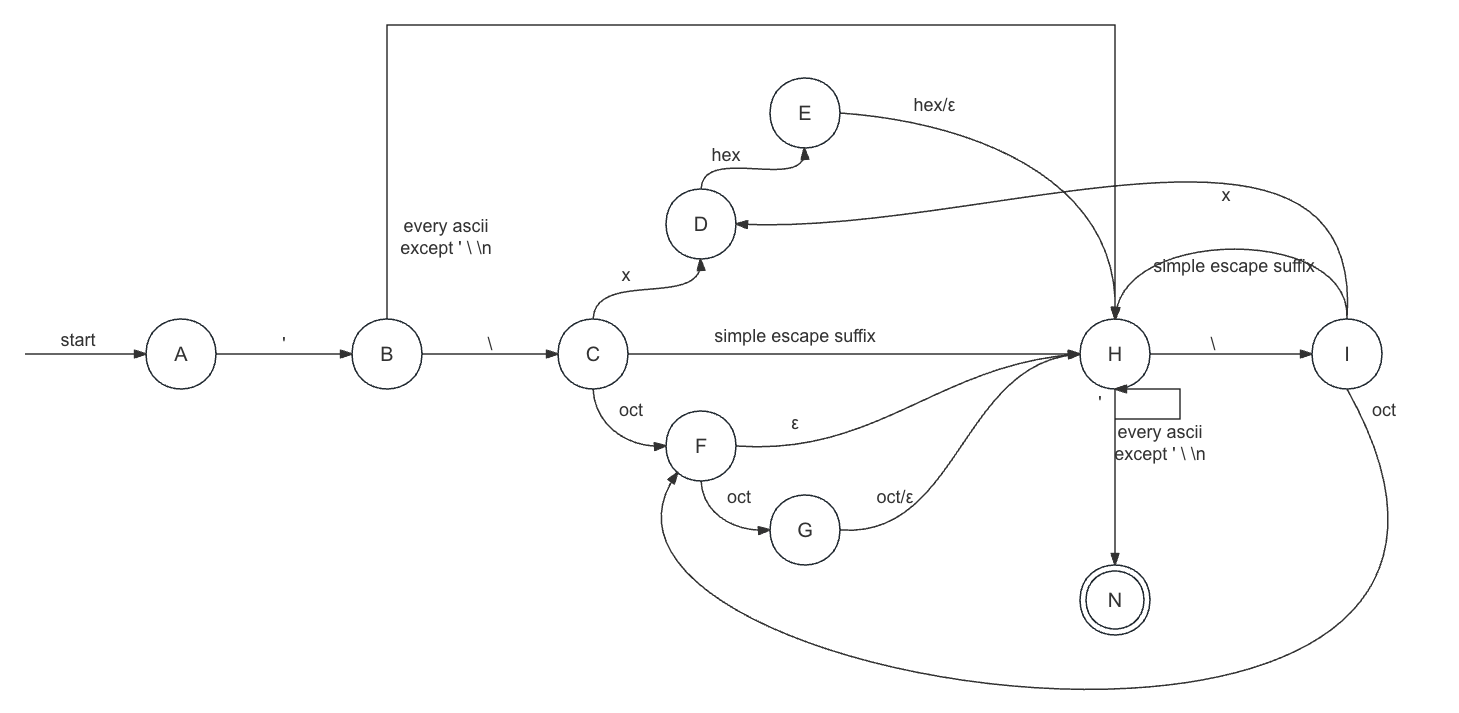 E
hex/ε
hex
x
D
every ascii
except ' \ \n
x
simple escape suffix
start
A
'
B
\
C
simple escape suffix
H
\
I
oct
'
oct
ε
every ascii
except ' \ \n
F
oct
oct/ε
G
N